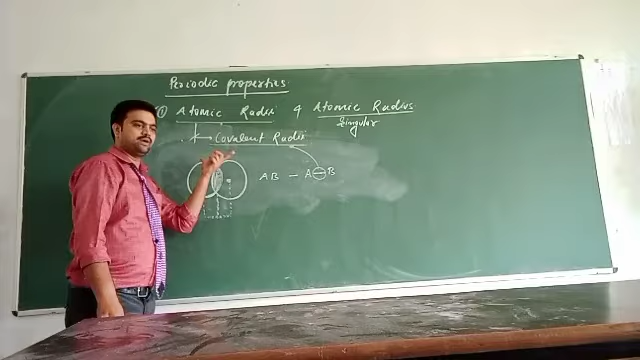 Periodic properties
① Atomic Radii & Atomic Radius
Singular
Covalent Radii
AB - A-B